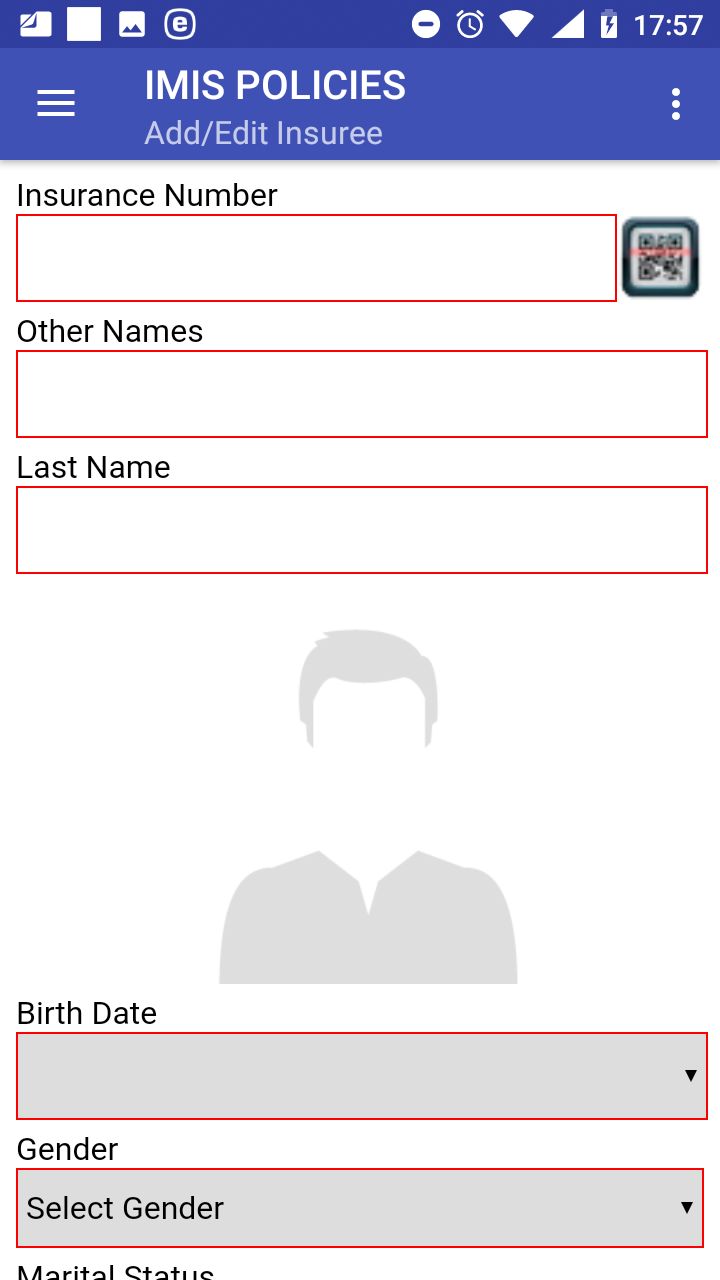 17:57
IMIS POLICIES
Add/Edit Insuree
Insurance Number
Other Names
Last Name
Birth Date
Gender
Select Gender
Marital Status